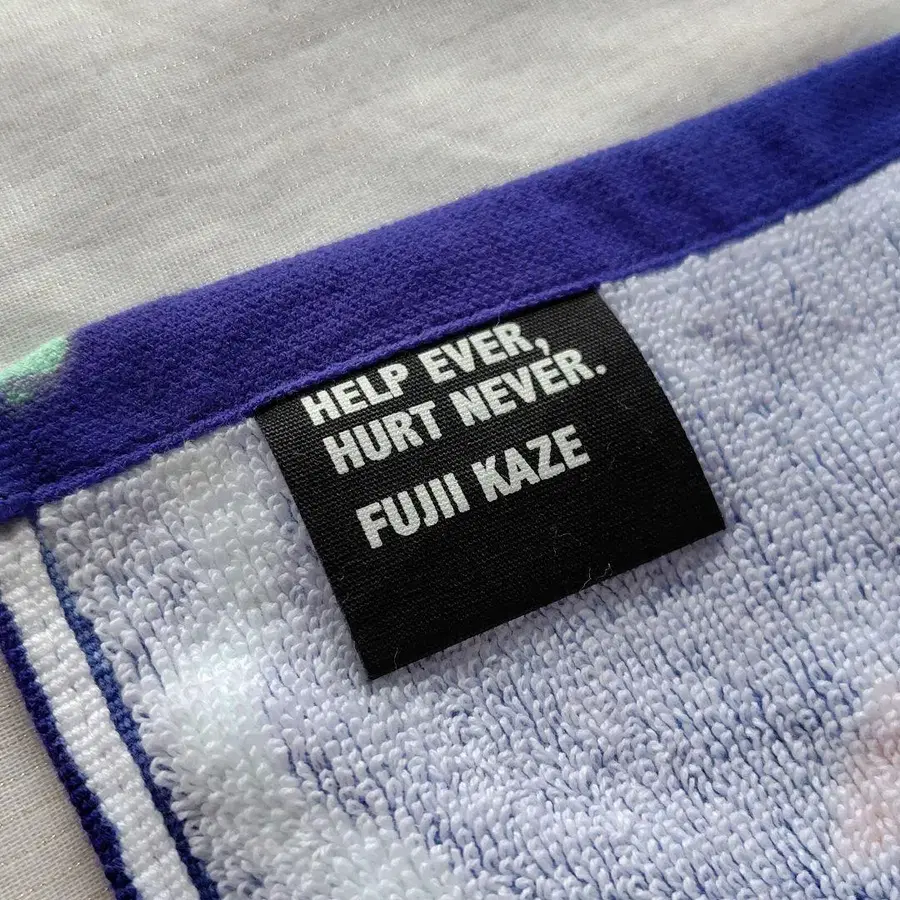 HELP EVER,
HURT NEVER.
FUJII KAZE